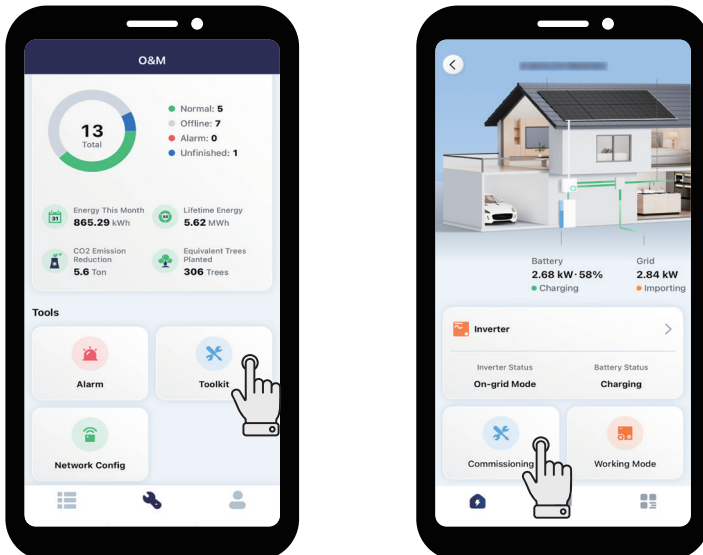 O&M
13
Total
Normal: 5
Offline: 7
Alarm: 0
Unfinished: 1
31
Energy This Month
865.29 kWh
Lifetime Energy
5.62 MWh
CO2 Emission
Reduction
5.6 Ton
Equivalent Trees
Planted
306 Trees
Tools
Alarm
Toolkit
Network Config
Battery
2.68 kW·58%
Charging
Grid
2.84 kW
Importing
Inverter
Inverter Status
On-grid Mode
Battery Status
Charging
Commissioning
Working Mode